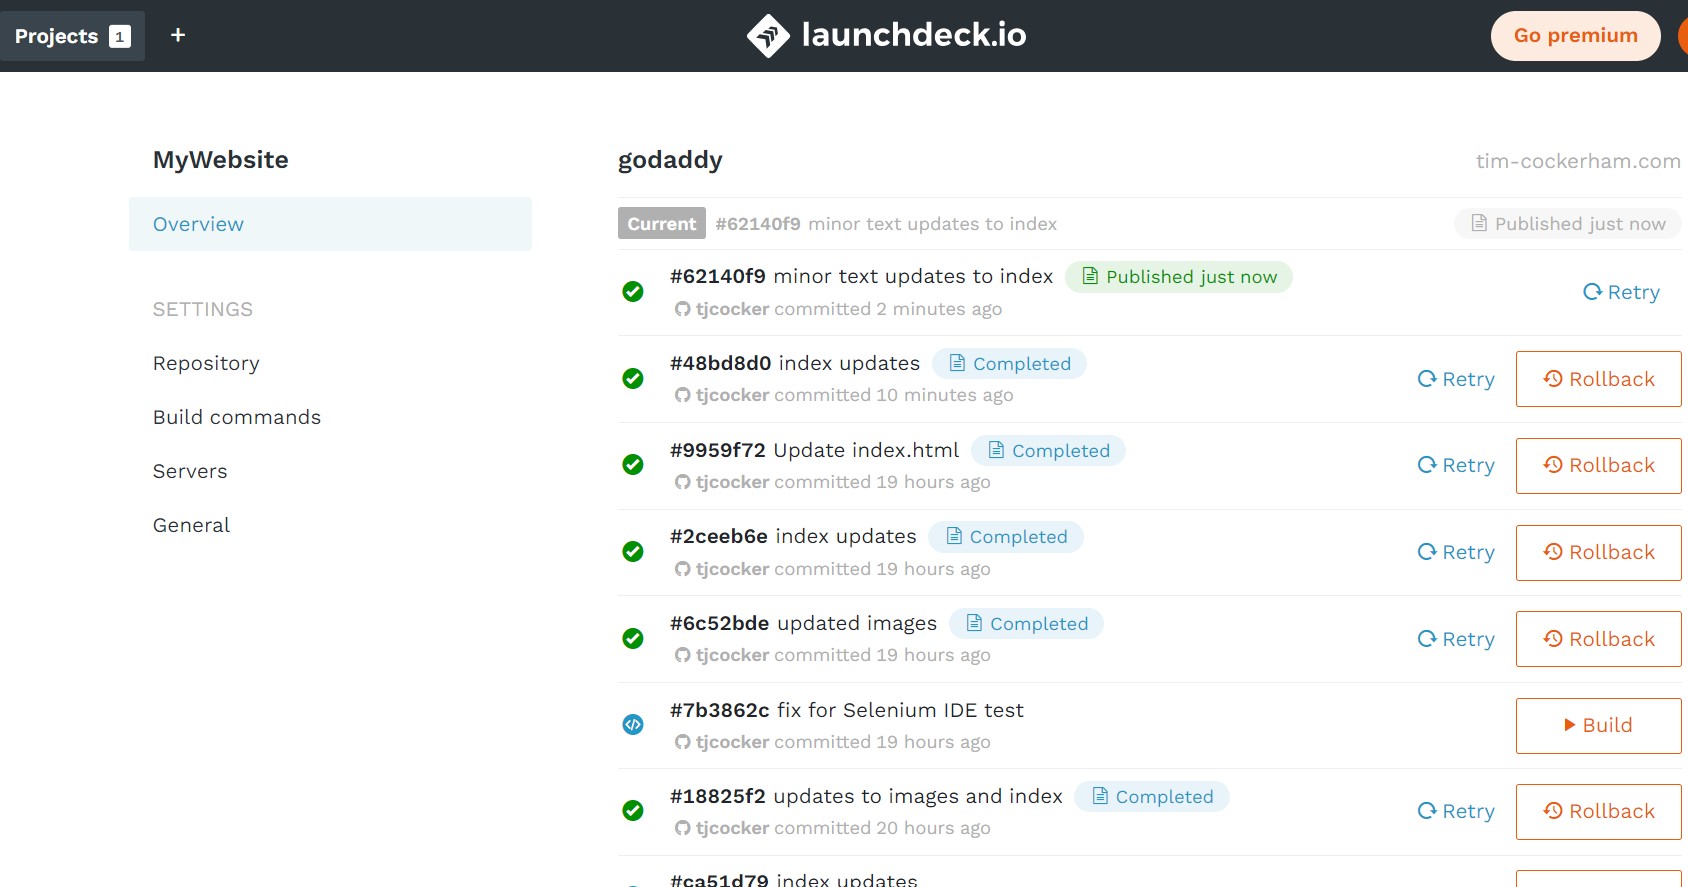 Projects 1 +
launchdeck.io
Go premium
MyWebsite
Overview
SETTINGS
Repository
Build commands
Servers
General
godaddy
tim-cockerham.com
Current #62140f9 minor text updates to index Published just now
#62140f9 minor text updates to index Published just now
tjcocker committed 2 minutes ago
Retry
#48bd8d0 index updates Completed
tjcocker committed 10 minutes ago
Retry Rollback
#9959f72 Update index.html Completed
tjcocker committed 19 hours ago
Retry Rollback
#2ceeb6e index updates Completed
tjcocker committed 19 hours ago
Retry Rollback
#6c52bde updated images Completed
tjcocker committed 19 hours ago
Retry Rollback
#7b3862c fix for Selenium IDE test
tjcocker committed 19 hours ago
Build
#18825f2 updates to images and index Completed
tjcocker committed 20 hours ago
Retry Rollback
#ca51d79 index updates